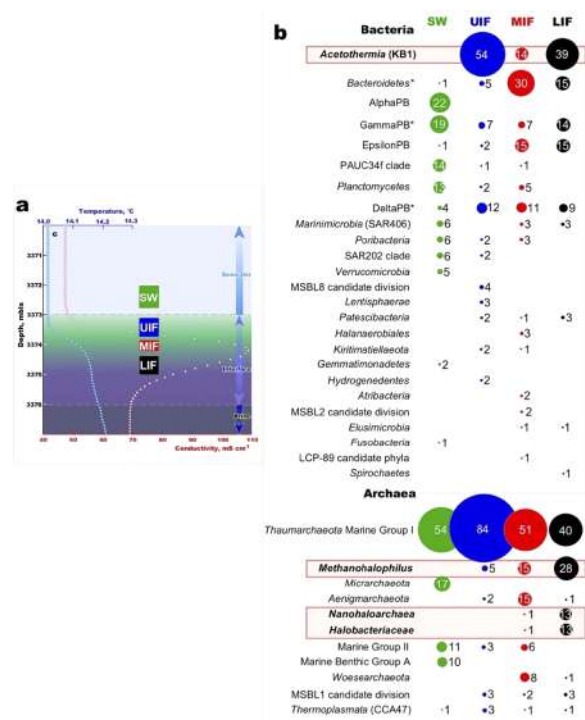 a
Temperature, °C
14.0 14.1 14.2 14.3
c
Depth, mbls
3371
3372
3373
3374
3375
3376
SW
UIF
MIF
LIF
Interface
Brine
40 50 60 70 80 90 100 110
Conductivity, mS cm⁻¹
b
SW UIF MIF LIF
Bacteria
Acetothermia (KB1) 54 14 39
Bacteroidetes* 1 5 30 15
AlphaPB 22
GammaPB* 19 7 7 14
EpsilonPB 1 2 15 15
PAUC34f clade 14 1 1
Planctomycetes 13 2 5
DeltaPB* 4 12 11 9
Marinimicrobia (SAR406) 6 3 3
Poribacteria 6 2 3
SAR202 clade 6 2
Verrucomicrobia 5
MSBL8 candidate division 4
Lentisphaerae 3
Patescibacteria 2 1 3
Halanaerobiales 3
Kiritimatiellaeota 2 1
Gemmatimonadetes 2
Hydrogenedentes 2
Atribacteria 2
MSBL2 candidate division 2
Elusimicrobia 1 1
Fusobacteria 1
LCP-89 candidate phyla 1
Spirochaetes 1
Archaea
Thaumarchaeota Marine Group I 54 84 51 40
Methanohalophilus 5 15 28
Micrarchaeota 17
Aenigmarchaeota 2 15 1
Nanohaloarchaea 1 13
Halobacteriaceae 1 13
Marine Group II 11 3 6
Marine Benthic Group A 10
Woesearchaeota 8 1
MSBL1 candidate division 3 2 3
Thermoplasmata (CCA47) 1 3 1 1